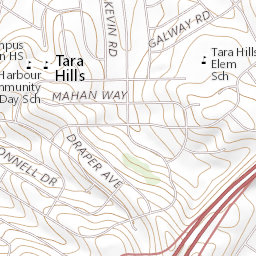 KEVIN RD
GALWAY RD
mpus
n HS
Tara
Hills
Harbour
mmunity
Day Sch
Tara Hills
Elem
Sch
MAHAN WAY
DRAPER AVE
ONNELL DR